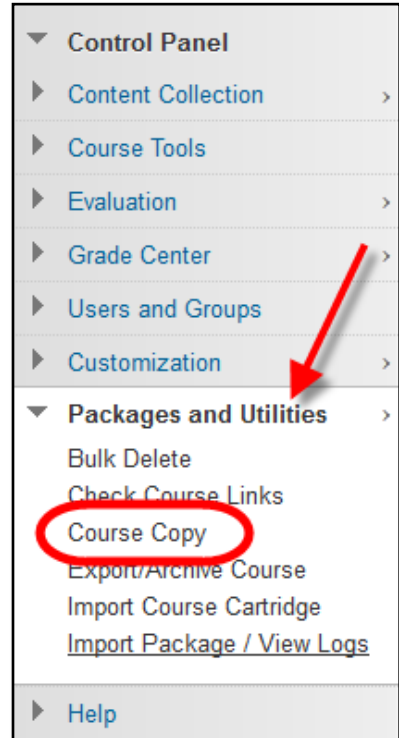 Control Panel
Content Collection
Course Tools
Evaluation
Grade Center
Users and Groups
Customization
Packages and Utilities
Bulk Delete
Check Course Links
Course Copy
Export/Archive Course
Import Course Cartridge
Import Package / View Logs
Help